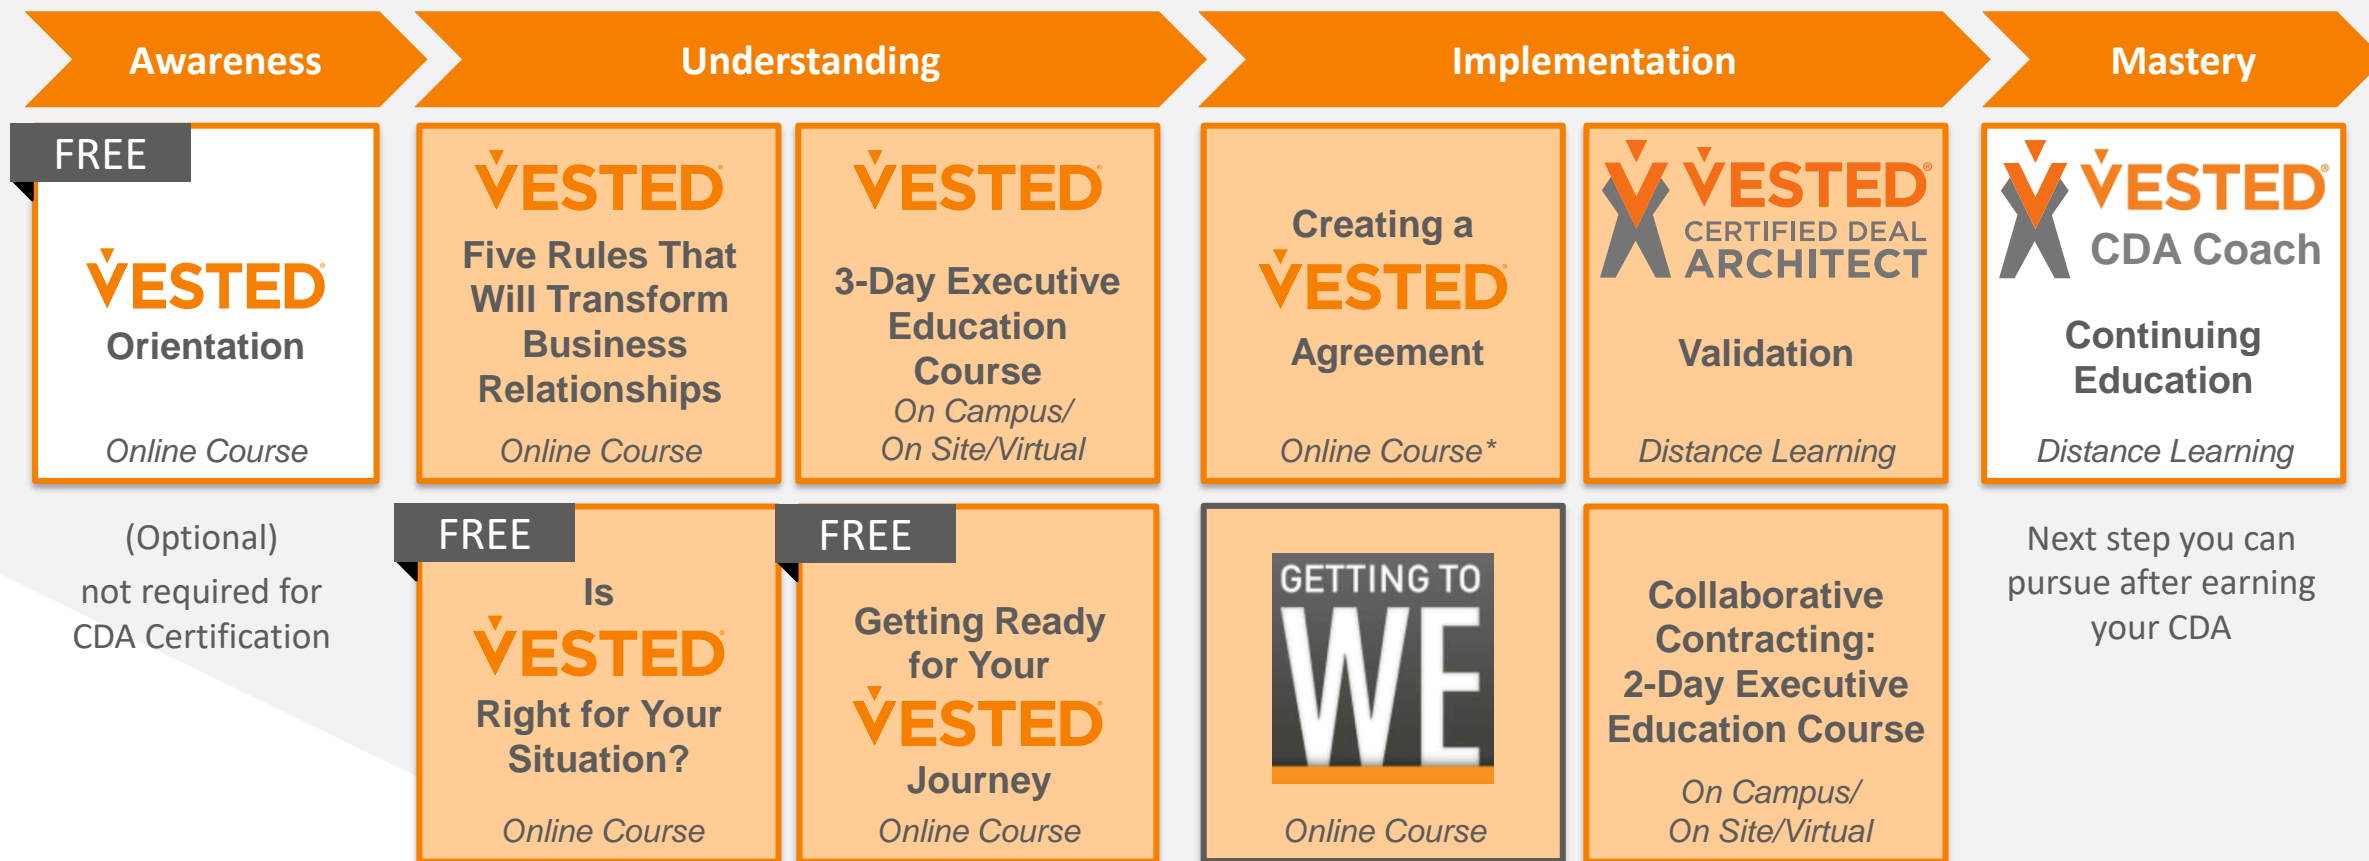 Awareness
Understanding
Implementation
Mastery
FREE
VESTED®
Orientation
Online Course
(Optional)
not required for
CDA Certification
VESTED®
Five Rules That
Will Transform
Business
Relationships
Online Course
VESTED®
3-Day Executive
Education
Course
On Campus/
On Site/Virtual
FREE
Is
VESTED®
Right for Your
Situation?
Online Course
FREE
Getting Ready
for Your
VESTED®
Journey
Online Course
Creating a
VESTED®
Agreement
Online Course*
VESTED®
CERTIFIED DEAL
ARCHITECT
Validation
Distance Learning
GETTING TO
WE
Online Course
Collaborative
Contracting:
2-Day Executive
Education Course
On Campus/
On Site/Virtual
VESTED®
CDA Coach
Continuing
Education
Distance Learning
Next step you can
pursue after earning
your CDA